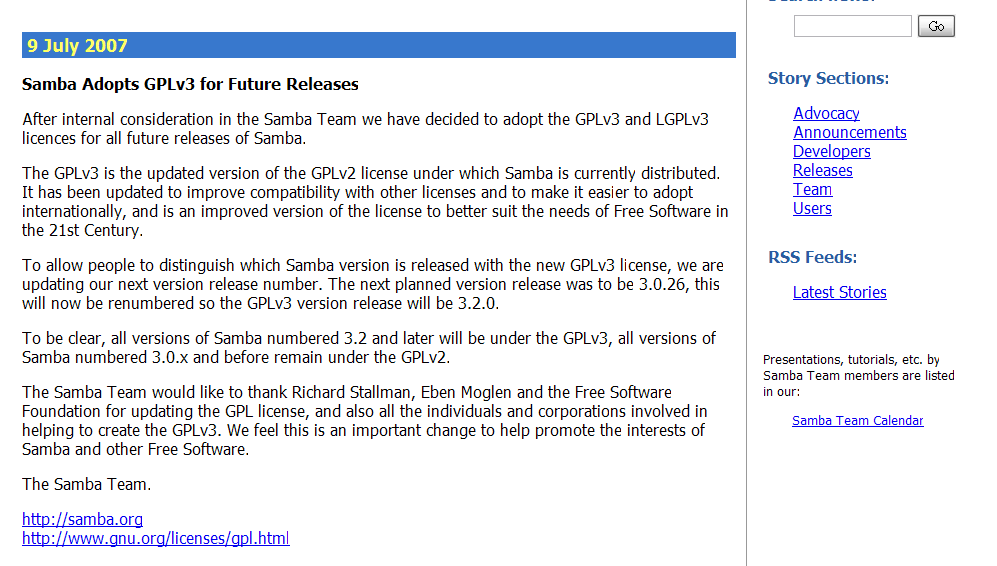 9 July 2007
Samba Adopts GPLv3 for Future Releases
After internal consideration in the Samba Team we have decided to adopt the GPLv3 and LGPLv3
licences for all future releases of Samba.
The GPLv3 is the updated version of the GPLv2 license under which Samba is currently distributed.
It has been updated to improve compatibility with other licenses and to make it easier to adopt
internationally, and is an improved version of the license to better suit the needs of Free Software in
the 21st Century.
To allow people to distinguish which Samba version is released with the new GPLv3 license, we are
updating our next version release number. The next planned version release was to be 3.0.26, this
will now be renumbered so the GPLv3 version release will be 3.2.0.
To be clear, all versions of Samba numbered 3.2 and later will be under the GPLv3, all versions of
Samba numbered 3.0.x and before remain under the GPLv2.
The Samba Team would like to thank Richard Stallman, Eben Moglen and the Free Software
Foundation for updating the GPL license, and also all the individuals and corporations involved in
helping to create the GPLv3. We feel this is an important change to help promote the interests of
Samba and other Free Software.
The Samba Team.
http://samba.org
http://www.gnu.org/licenses/gpl.html
Go
Story Sections:
Advocacy
Announcements
Developers
Releases
Team
Users
RSS Feeds:
Latest Stories
Presentations, tutorials, etc. by
Samba Team members are listed
in our:
Samba Team Calendar